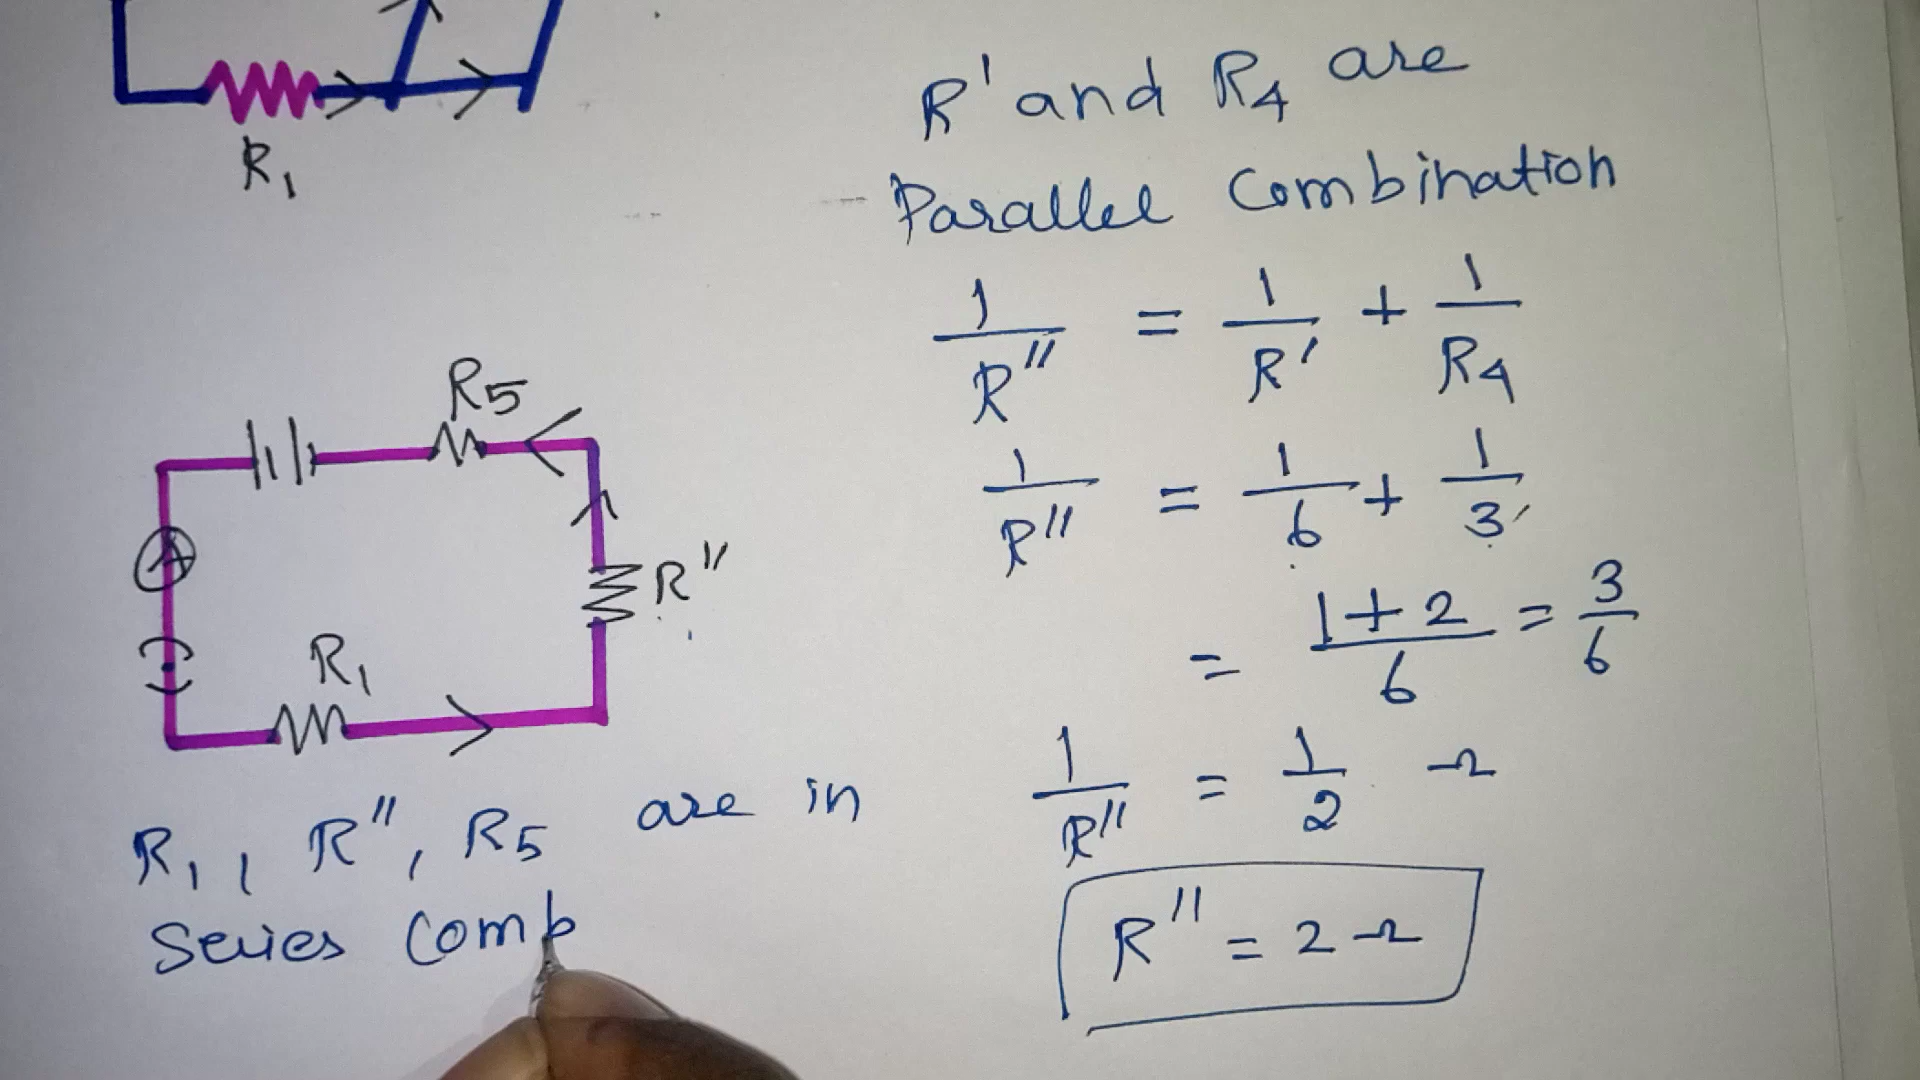 R₁
R' and R₄ are
Parallel Combination
1/R'' = 1/R' + 1/R₄
1/R'' = 1/6 + 1/3
= 1+2/6 = 3/6
1/R'' = 1/2 Ω
R'' = 2 Ω
R₅
A
R''
R₁
R₁, R'', R₅ are in
Series Comb